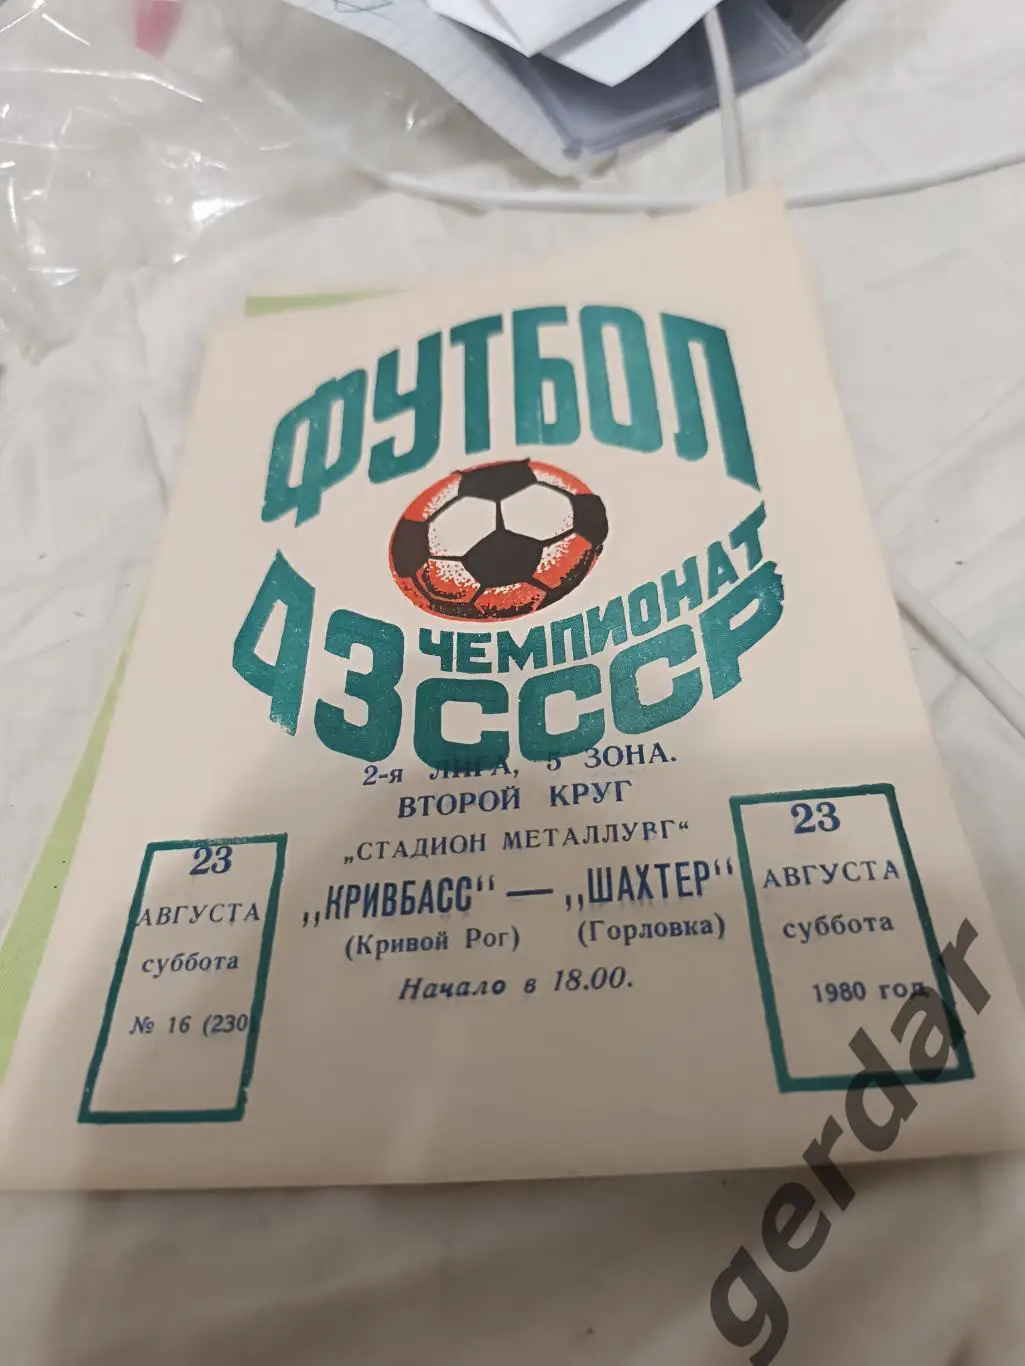 ФУТБОЛ
43 ЧЕМПИОНАТ
СССР
2-я ЛИГА, 5 ЗОНА.
ВТОРОЙ КРУГ
„СТАДИОН МЕТАЛЛУРГ“
„КРИВБАСС“ — „ШАХТЕР“
(Кривой Рог) (Горловка)
Начало в 18.00.
23
АВГУСТА
суббота
№ 16 (230)
23
АВГУСТА
суббота
1980 год
gerdar